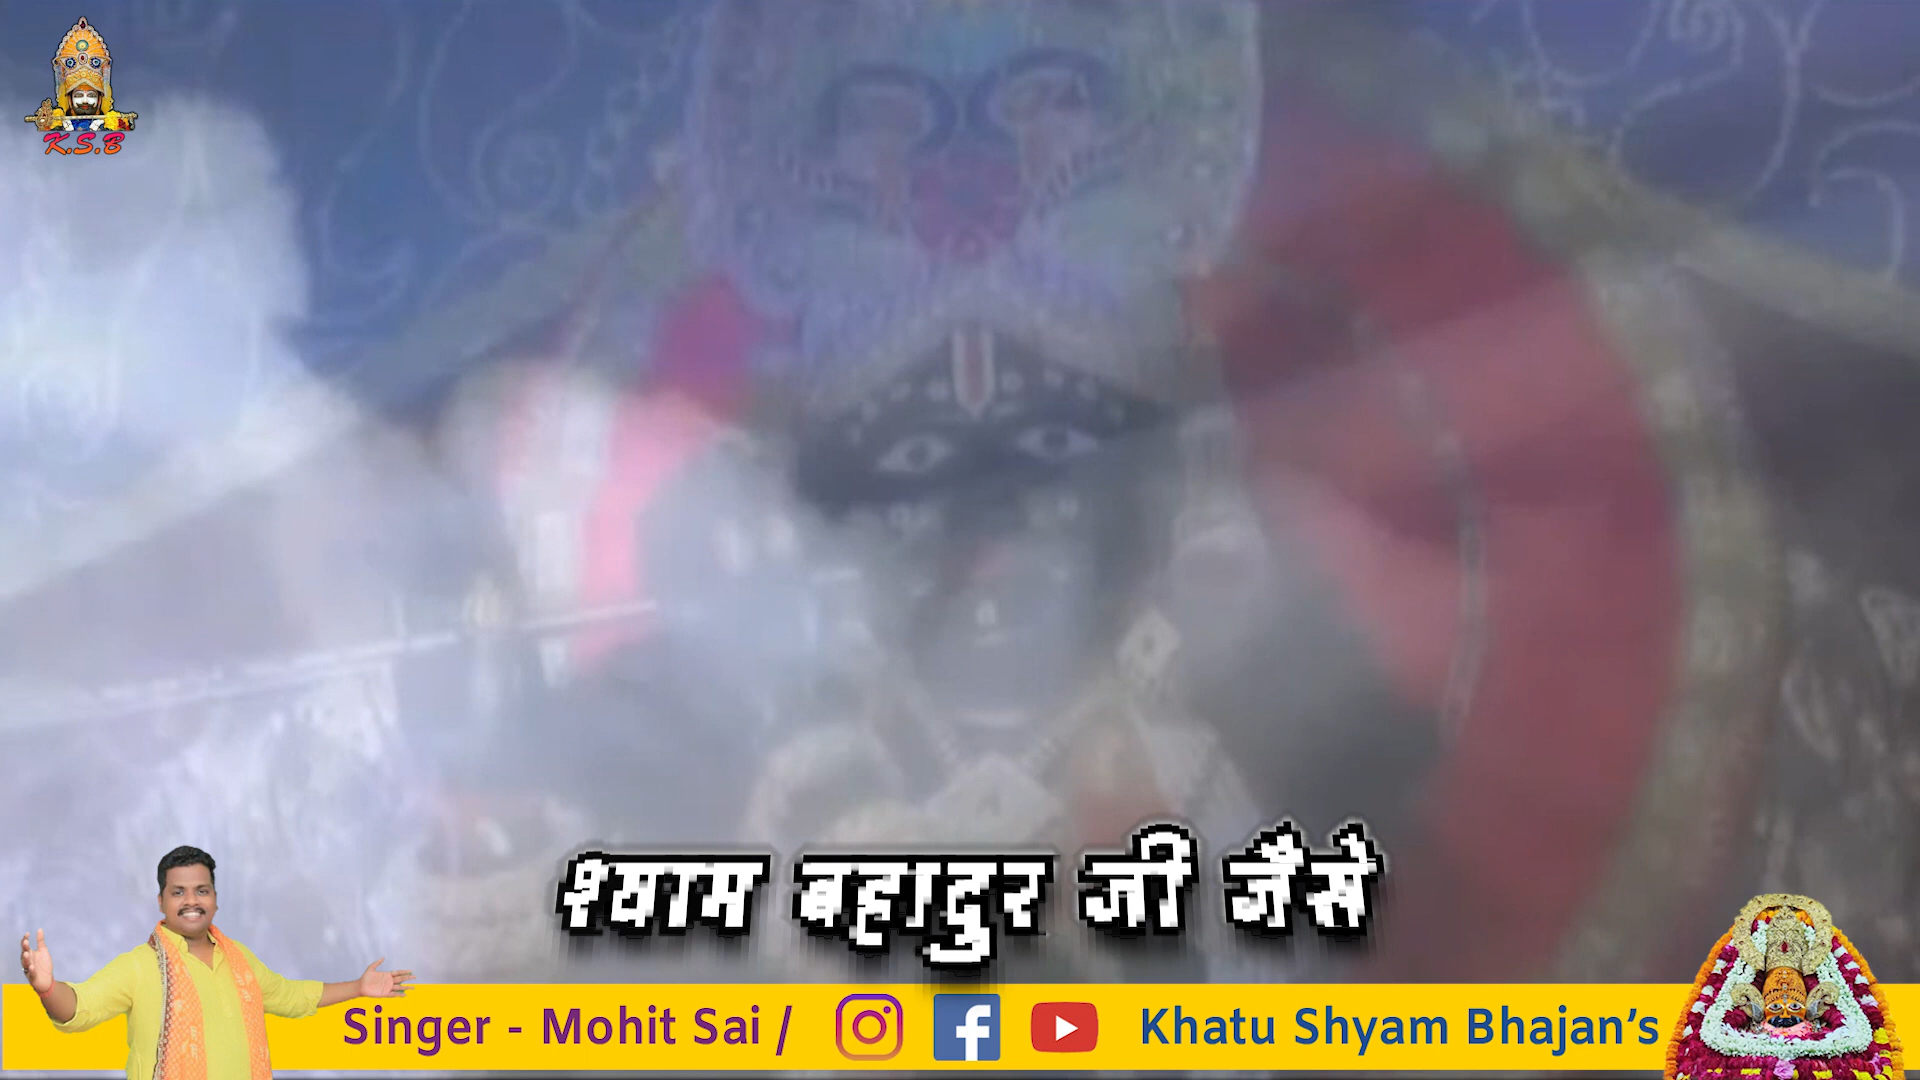 K.S.B
श्याम बहादुर जी जैसे
Singer - Mohit Sai / Khatu Shyam Bhajan’s